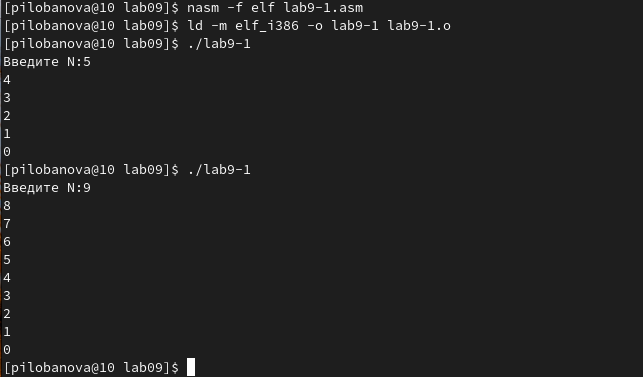 [pilobanova@10 lab09]$ nasm -f elf lab9-1.asm
[pilobanova@10 lab09]$ ld -m elf_i386 -o lab9-1 lab9-1.o
[pilobanova@10 lab09]$ ./lab9-1
Введите N:5
4
3
2
1
0
[pilobanova@10 lab09]$ ./lab9-1
Введите N:9
8
7
6
5
4
3
2
1
0
[pilobanova@10 lab09]$